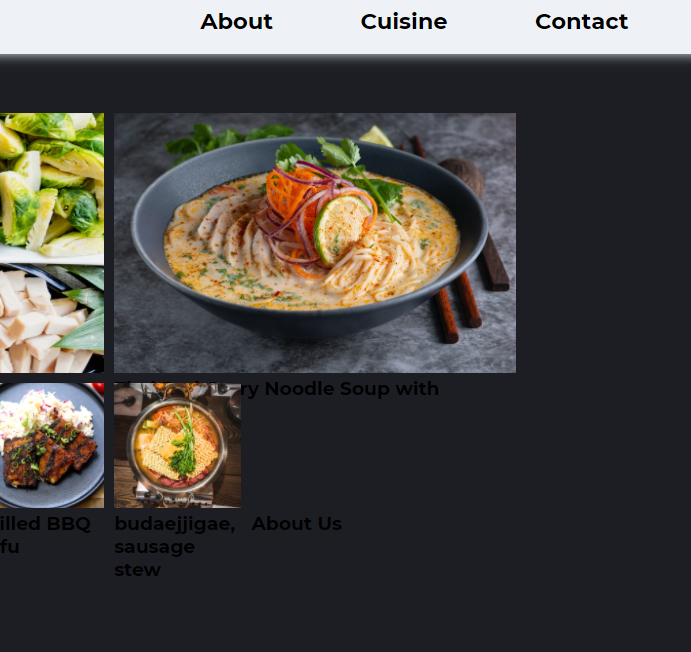 About Cuisine Contact
ry Noodle Soup with
illed BBQ
fu
budaejjigae,
sausage
stew
About Us